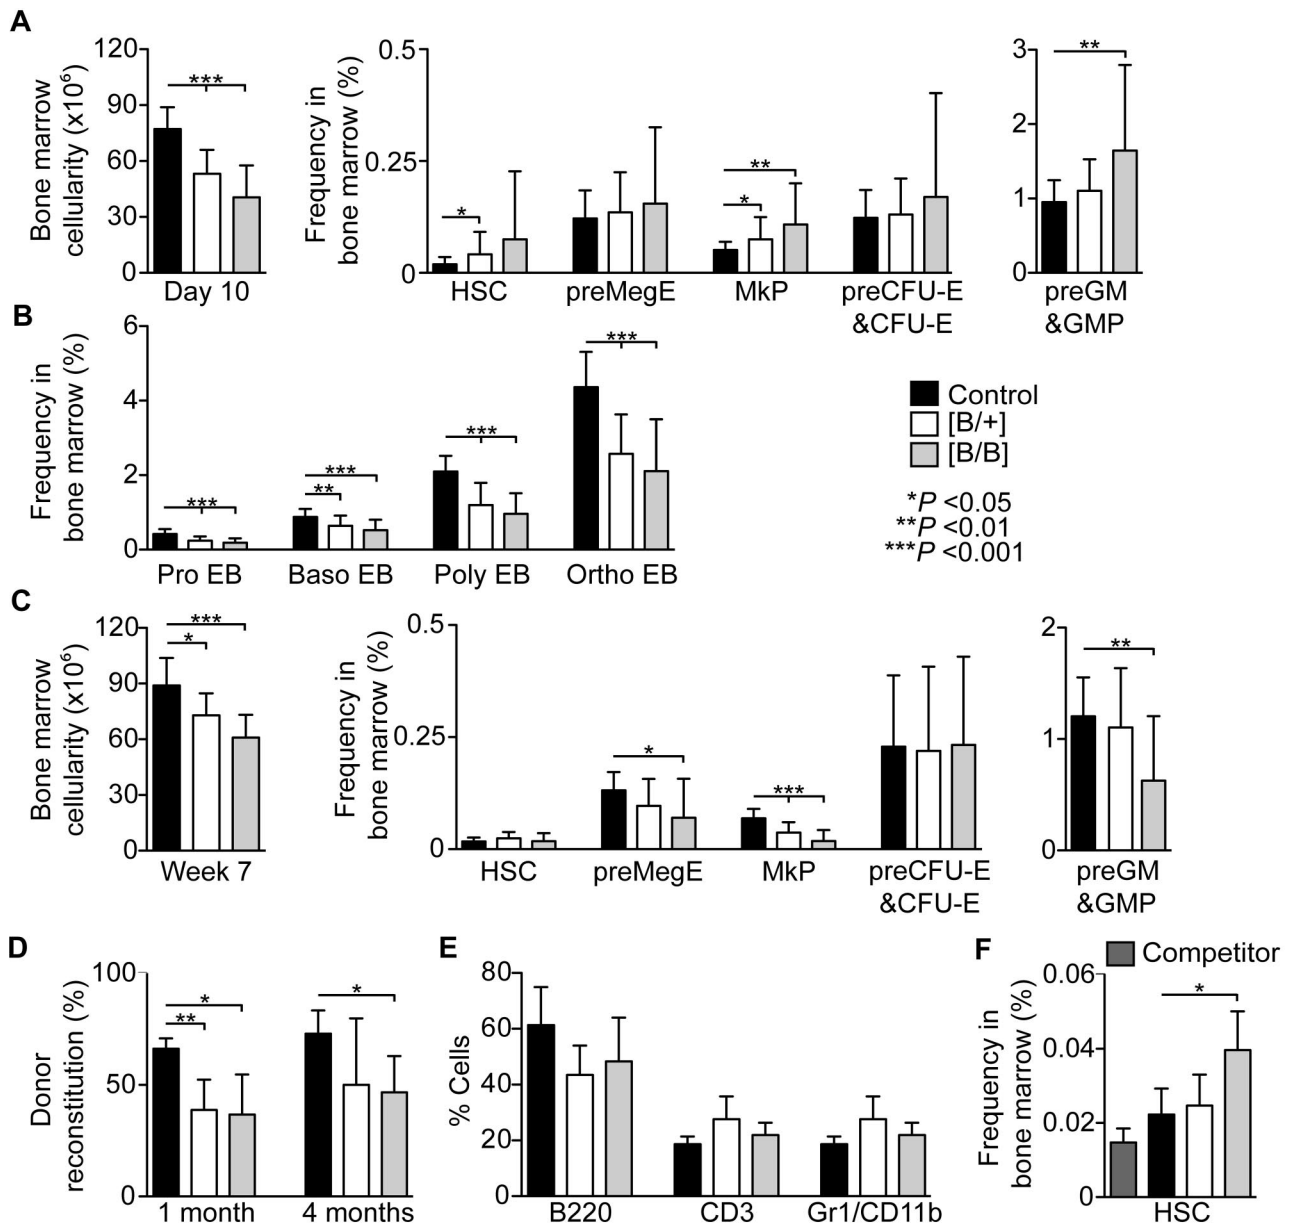 A
Bone marrow
cellularity (x10⁶)
120
90
60
30
0
***
Day 10
Frequency in
bone marrow (%)
0.5
0.25
0
*
*
**
HSC
preMegE
MkP
preCFU-E
&CFU-E
3
2
1
0
**
preGM
&GMP
B
Frequency in
bone marrow (%)
6
4
2
0
***
***
**
***
***
Pro EB
Baso EB
Poly EB
Ortho EB
Control
[B/+]
[B/B]
*P <0.05
**P <0.01
***P <0.001
C
Bone marrow
cellularity (x10⁶)
120
90
60
30
0
***
*
Week 7
Frequency in
bone marrow (%)
0.5
0.25
0
*
***
HSC
preMegE
MkP
preCFU-E
&CFU-E
2
1
0
**
preGM
&GMP
D
Donor
reconstitution (%)
100
50
0
*
**
*
1 month
4 months
E
% Cells
80
60
40
20
0
B220
CD3
Gr1/CD11b
F
Competitor
Frequency in
bone marrow (%)
0.06
0.04
0.02
0
*
HSC